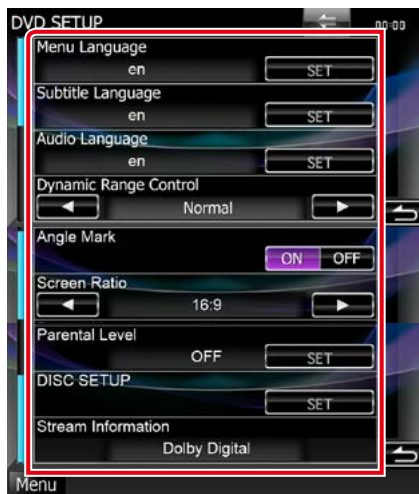 DVD SETUP 00:00
Menu Language
en SET
Subtitle Language
en SET
Audio Language
en SET
Dynamic Range Control
Normal
Angle Mark
ON OFF
Screen Ratio
16:9
Parental Level
OFF SET
DISC SETUP
SET
Stream Information
Dolby Digital
Menu